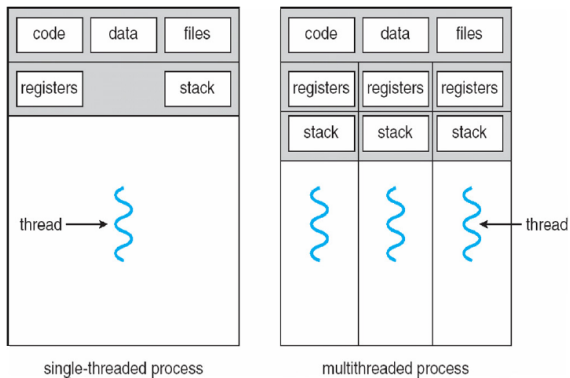 code data files
registers stack
thread
single-threaded process
code data files
registers registers registers
stack stack stack
thread
multithreaded process